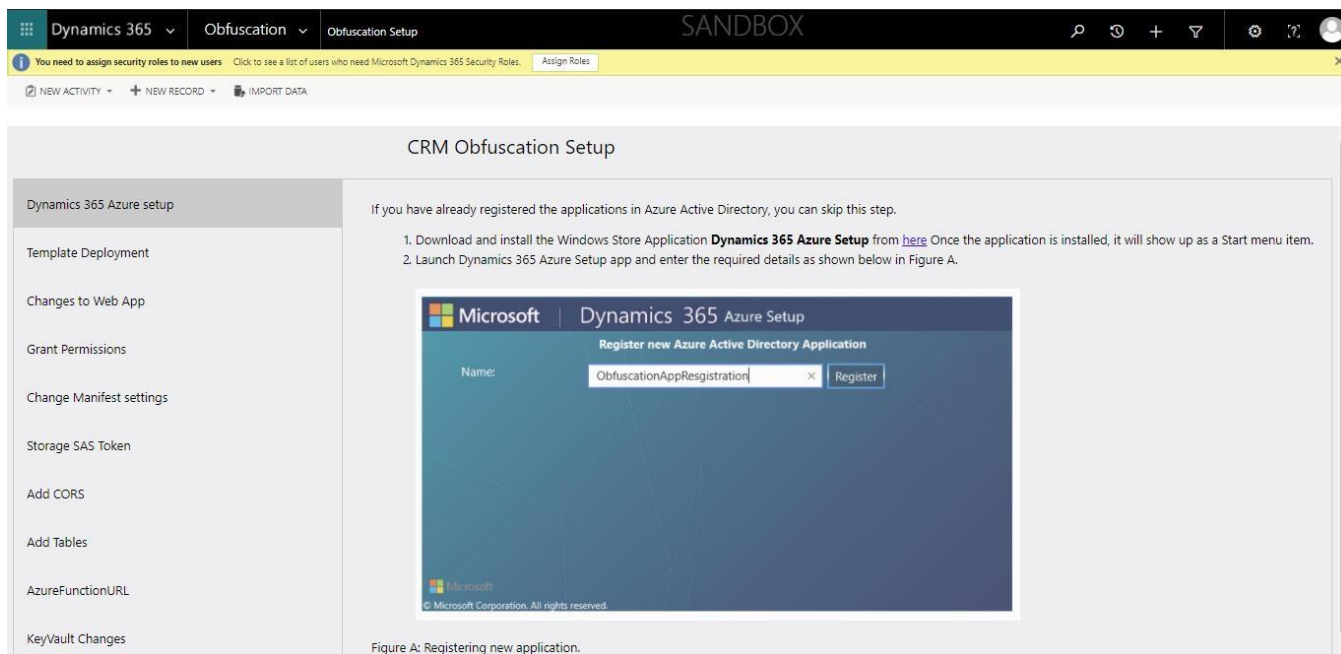 Dynamics 365
Obfuscation
Obfuscation Setup
SANDBOX
You need to assign security roles to new users Click to see a list of users who need Microsoft Dynamics 365 Security Roles. Assign Roles
NEW ACTIVITY NEW RECORD IMPORT DATA
CRM Obfuscation Setup
Dynamics 365 Azure setup
Template Deployment
Changes to Web App
Grant Permissions
Change Manifest settings
Storage SAS Token
Add CORS
Add Tables
AzureFunctionURL
KeyVault Changes
If you have already registered the applications in Azure Active Directory, you can skip this step.
1. Download and install the Windows Store Application Dynamics 365 Azure Setup from here Once the application is installed, it will show up as a Start menu item.
2. Launch Dynamics 365 Azure Setup app and enter the required details as shown below in Figure A.
Microsoft | Dynamics 365 Azure Setup
Register new Azure Active Directory Application
Name: ObfuscationAppResgistration Register
Microsoft
© Microsoft Corporation. All rights reserved.
Figure A: Registering new application.